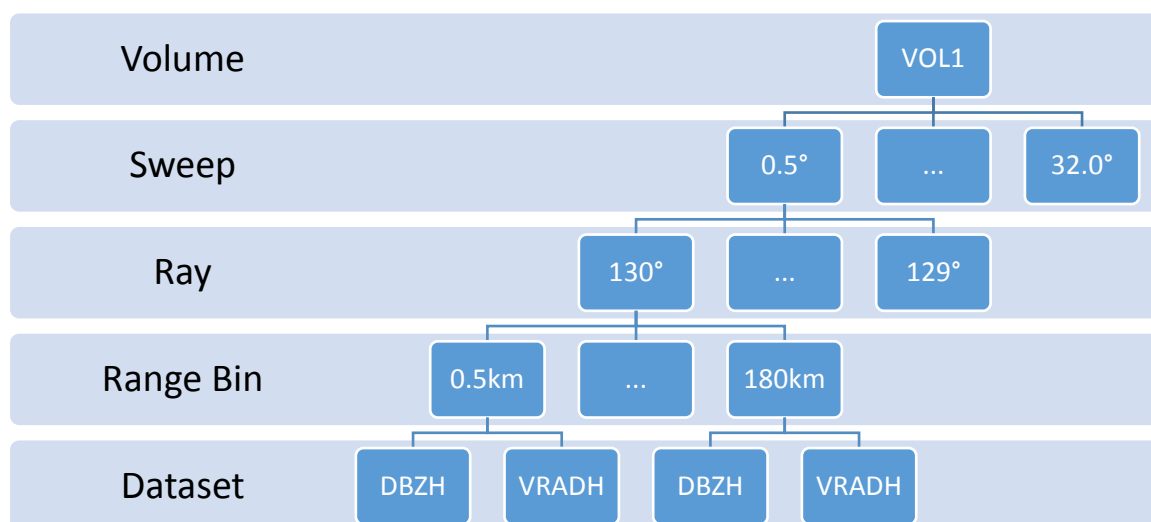 Volume
VOL1
Sweep
0.5°
...
32.0°
Ray
130°
...
129°
Range Bin
0.5km
...
180km
Dataset
DBZH
VRADH
DBZH
VRADH